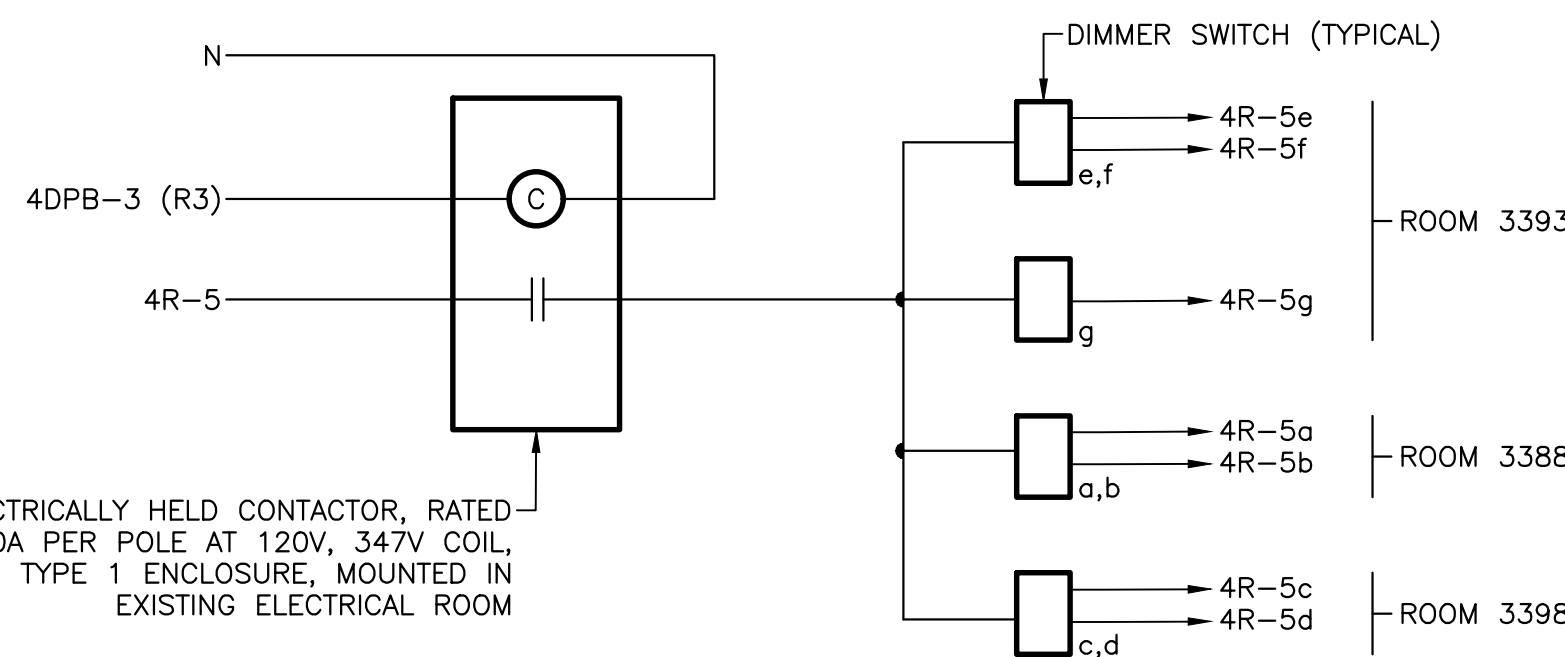 N
DIMMER SWITCH (TYPICAL)
4R-5e
4R-5f
e,f
4DPB-3 (R3)
C
ROOM 3393
4R-5
4R-5g
g
4R-5a
4R-5b
a,b
ROOM 3388
HELD CONTACTOR, RATED
PER POLE AT 120V, 347V COIL,
TYPE 1 ENCLOSURE, MOUNTED IN
EXISTING ELECTRICAL ROOM
4R-5c
4R-5d
c,d
ROOM 3398